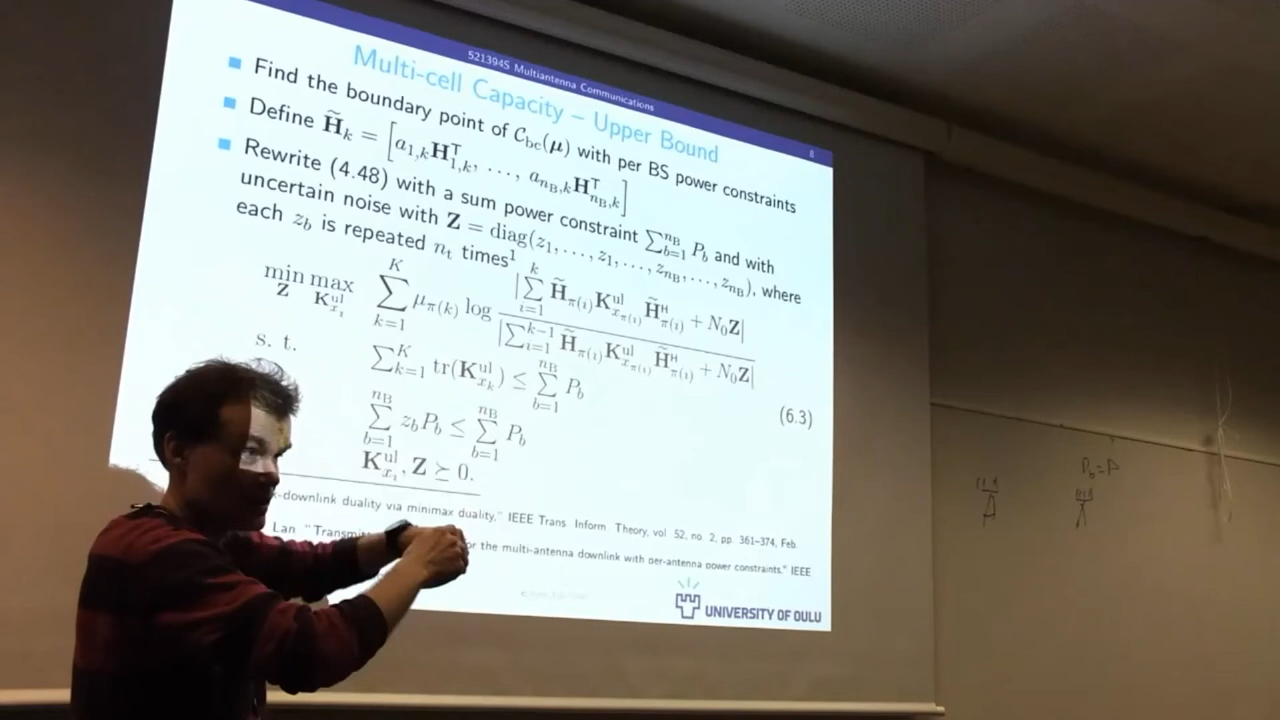 521394S Multiantenna Communications
8
Multi-cell Capacity – Upper Bound
Find the boundary point of C_bc(μ) with per BS power constraints
Define H̃_k = [a_{1,k}H^T_{1,k}, ..., a_{n_B,k}H^T_{n_B,k}]
Rewrite (4.48) with a sum power constraint ∑_{b=1}^{n_B} P_b and with
uncertain noise with Z = diag(z_1, ..., z_1, ..., z_{n_B}, ..., z_{n_B}), where
each z_b is repeated n_t times¹
min_Z max_{K^{ul}_{x_i}} ∑_{k=1}^{K} μ_{π(k)} log |∑_{i=1}^{k} H̃_{π(i)} K^{ul}_{x_{π(i)}} H̃^H_{π(i)} + N_0Z| / |∑_{i=1}^{k-1} H̃_{π(i)} K^{ul}_{x_{π(i)}} H̃^H_{π(i)} + N_0Z|
s. t. ∑_{k=1}^{K} tr(K^{ul}_{x_k}) ≤ ∑_{b=1}^{n_B} P_b
(6.3)
∑_{b=1}^{n_B} z_b P_b ≤ ∑_{b=1}^{n_B} P_b
K^{ul}_{x_i}, Z ⪰ 0.
-downlink duality via minimax duality," IEEE Trans. Inform Theory, vol 52, no. 2, pp. 361–374, Feb.
Lan "Transmi or the multi-antenna downlink with per-antenna power constraints." IEEE
UNIVERSITY OF OULU
P_b = P